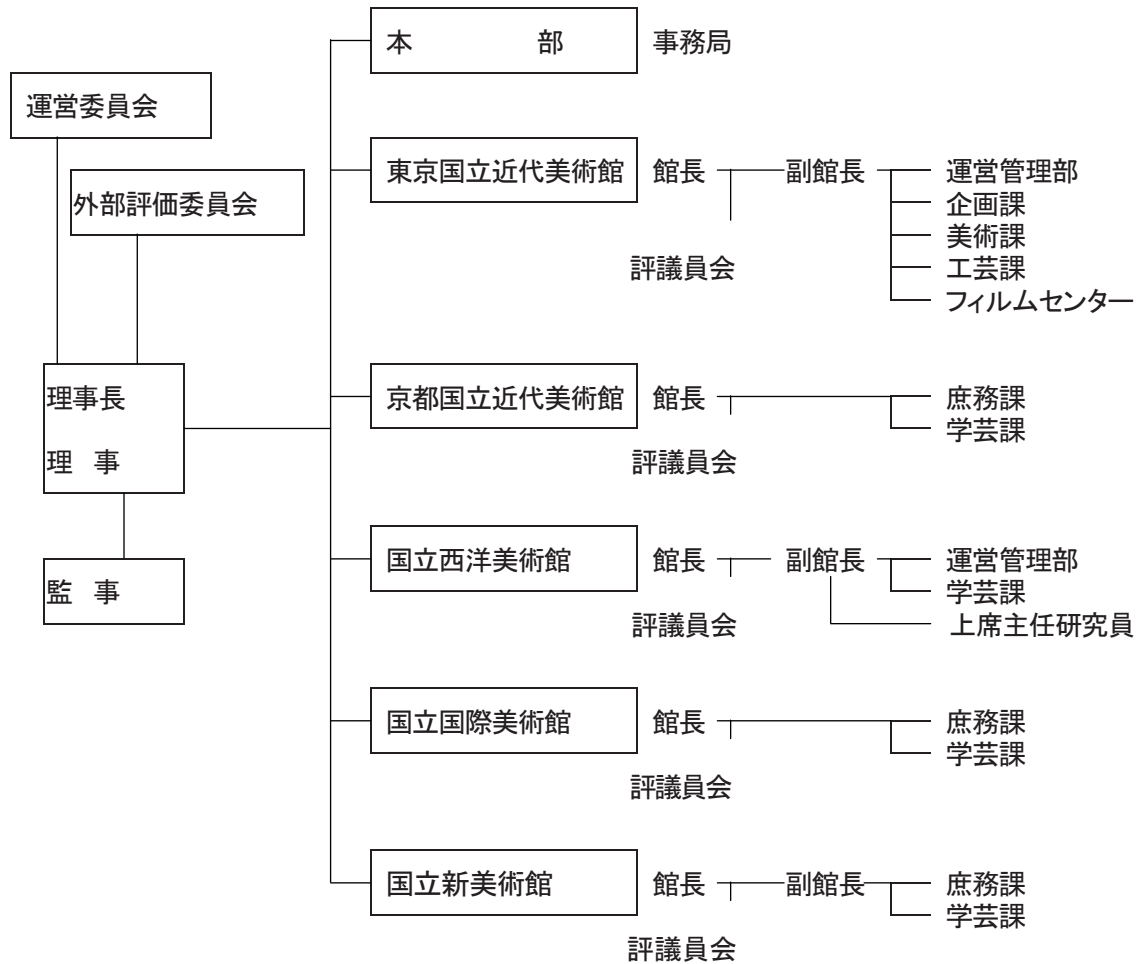 本 部 事務局
運営委員会
東京国立近代美術館 館長 副館長 運営管理部
外部評価委員会
企画課
美術課
評議員会
工芸課
フィルムセンター
理事長
理 事
監 事
京都国立近代美術館 館長 庶務課
学芸課
評議員会
国立西洋美術館 館長 副館長 運営管理部
学芸課
評議員会
上席主任研究員
国立国際美術館 館長 庶務課
学芸課
評議員会
国立新美術館 館長 副館長 庶務課
学芸課
評議員会